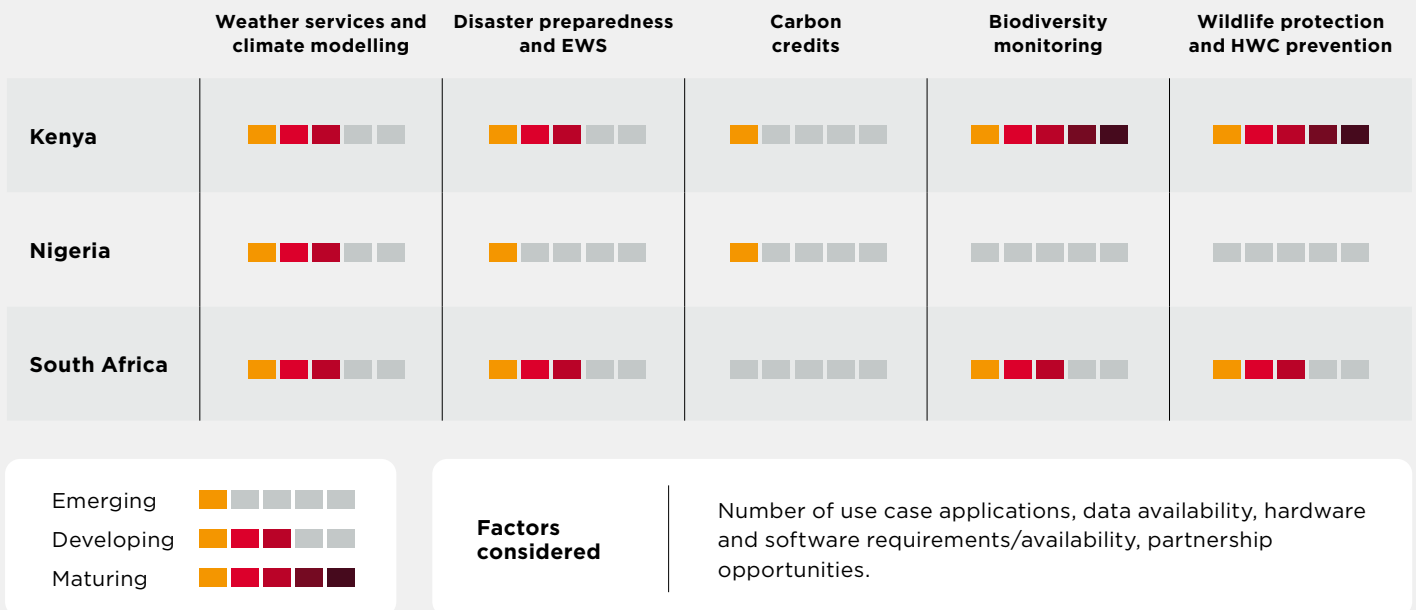 Weather services and
climate modelling
Disaster preparedness
and EWS
Carbon
credits
Biodiversity
monitoring
Wildlife protection
and HWC prevention
Kenya
Nigeria
South Africa
Emerging
Developing
Maturing
Factors
considered
Number of use case applications, data availability, hardware
and software requirements/availability, partnership
opportunities.